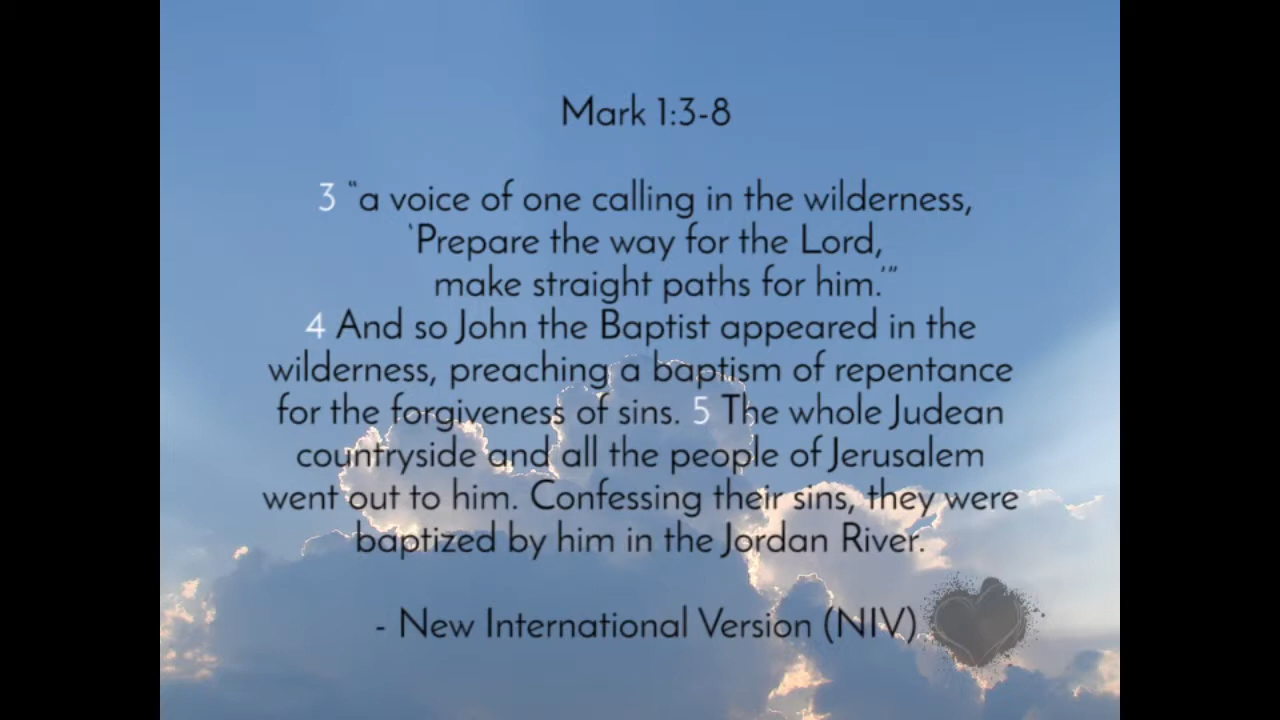 Mark 1:3-8
3 “a voice of one calling in the wilderness,
‘Prepare the way for the Lord,
make straight paths for him.’”
4 And so John the Baptist appeared in the
wilderness, preaching a baptism of repentance
for the forgiveness of sins. 5 The whole Judean
countryside and all the people of Jerusalem
went out to him. Confessing their sins, they were
baptized by him in the Jordan River.
- New International Version (NIV)